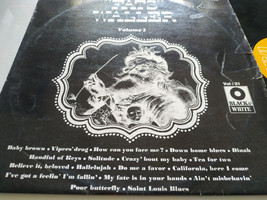 WALLER
Volume 2
BLACK &
WHITE
Baby brown • Vipers' drag • How can you face me? • Down home blues • Dinah
Handful of Keys • Solitude • Crazy 'bout my baby • Tea for two
Believe it, beloved • Hallelujah • Do me a favor • California, here I come
I've got a feelin' I'm fallin' • My fate is in your hands • Ain't misbehavin'
Poor butterfly • Saint Louis Blues